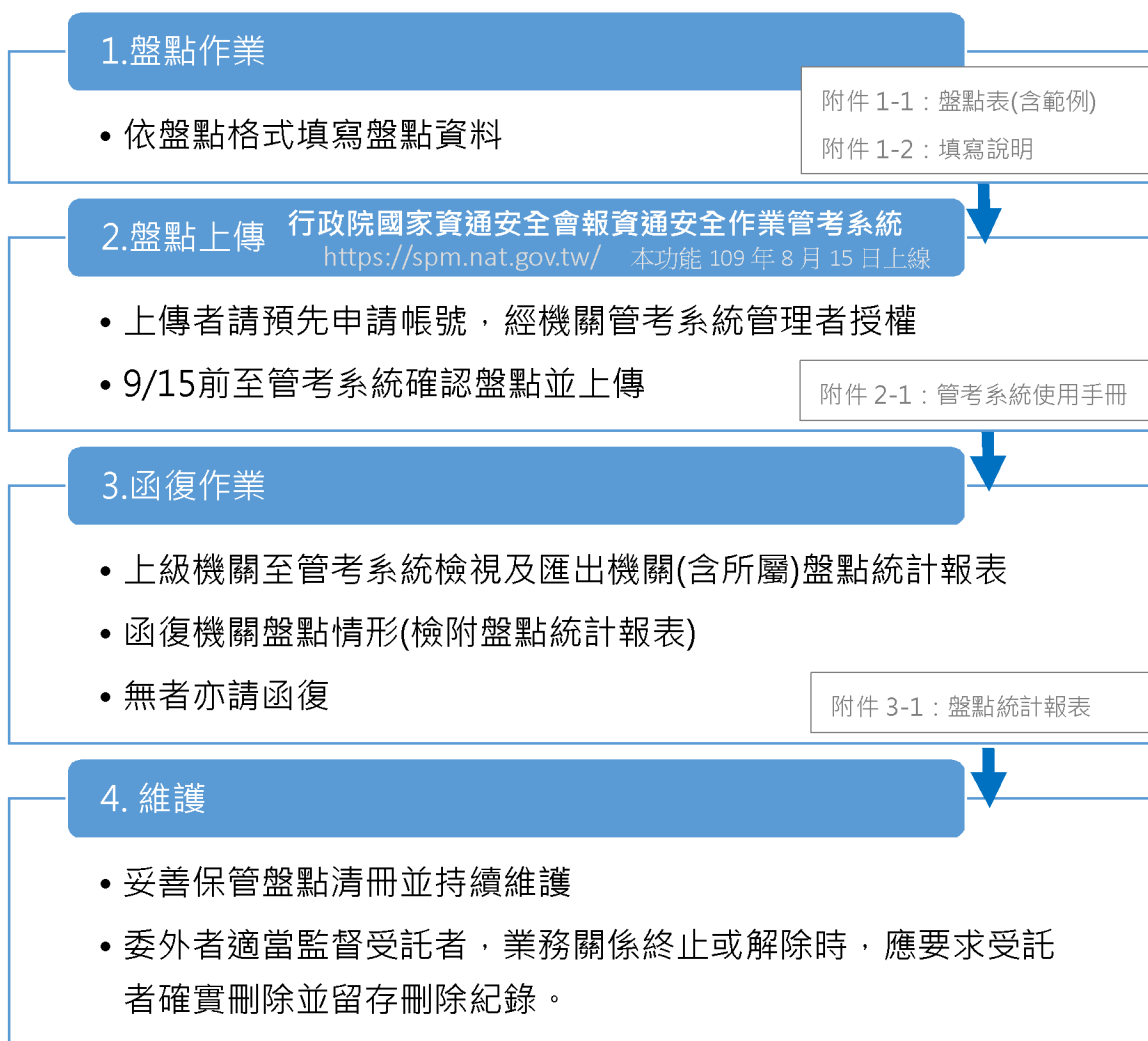 1.盤點作業
附件 1-1：盤點表(含範例)
• 依盤點格式填寫盤點資料
附件 1-2：填寫說明
2.盤點上傳 行政院國家資通安全會報資通安全作業管考系統
https://spm.nat.gov.tw/ 本功能 109 年 8 月 15 日上線
• 上傳者請預先申請帳號，經機關管考系統管理者授權
• 9/15前至管考系統確認盤點並上傳
附件 2-1：管考系統使用手冊
3.函復作業
• 上級機關至管考系統檢視及匯出機關(含所屬)盤點統計報表
• 函復機關盤點情形(檢附盤點統計報表)
• 無者亦請函復
附件 3-1：盤點統計報表
4. 維護
• 妥善保管盤點清冊並持續維護
• 委外者適當監督受託者，業務關係終止或解除時，應要求受託
者確實刪除並留存刪除紀錄。